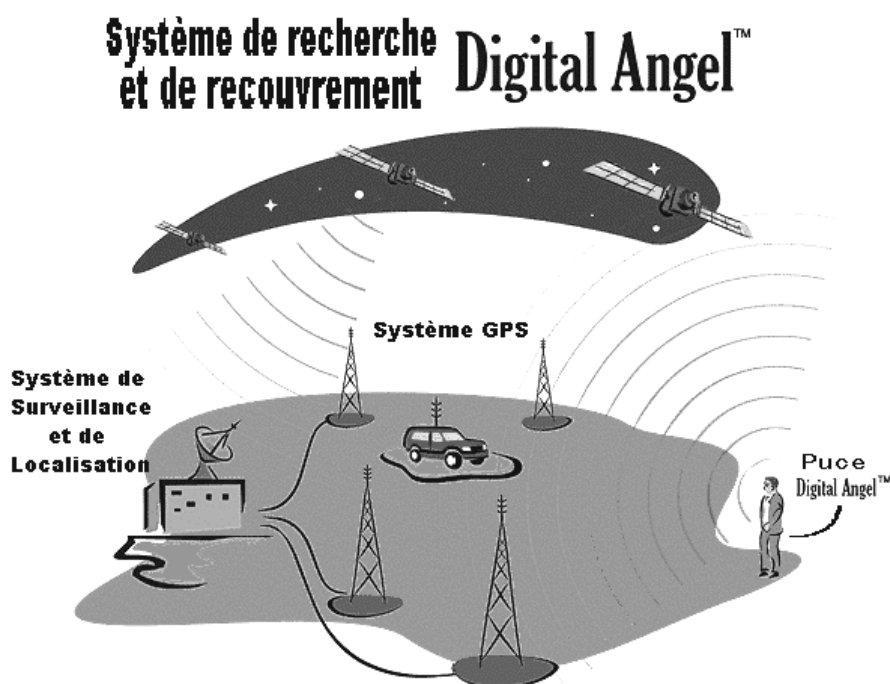 Système de recherche
et de recouvrement
Digital Angel™
Système GPS
Système de
Surveillance
et de
Localisation
Puce
Digital Angel™